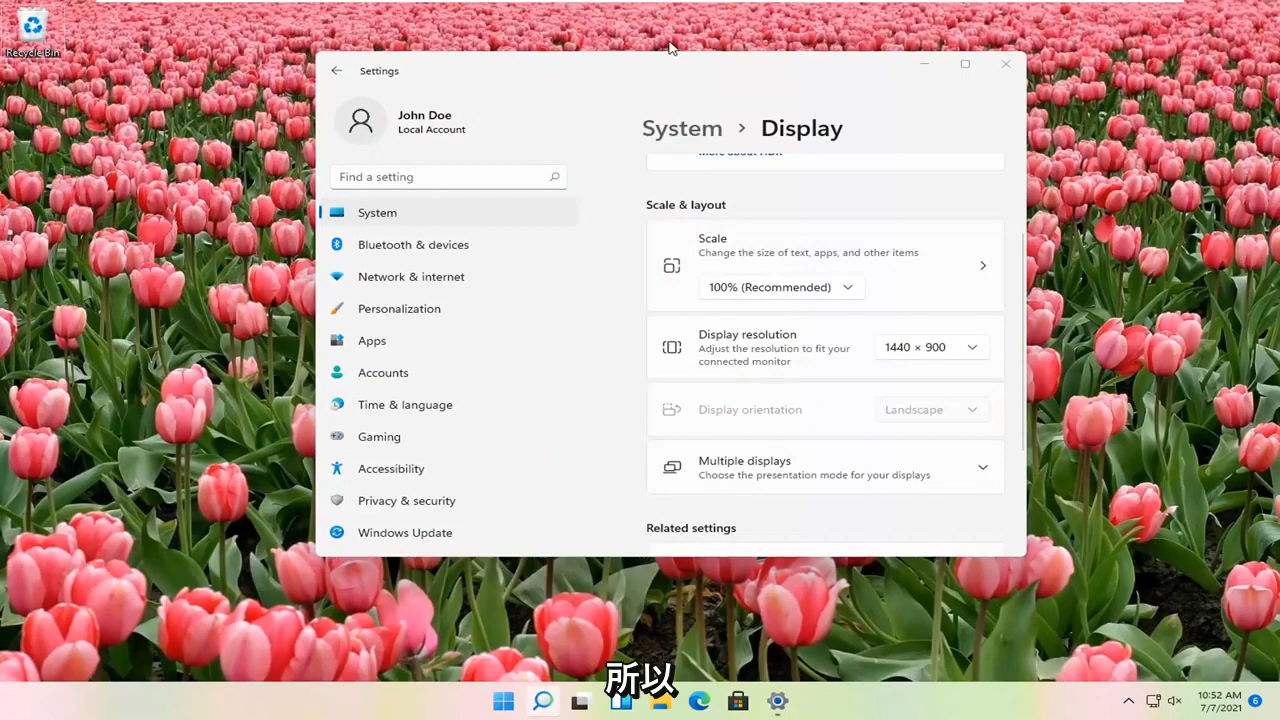 Recycle Bin
Settings
John Doe
Local Account
Find a setting
System
Bluetooth & devices
Network & internet
Personalization
Apps
Accounts
Time & language
Gaming
Accessibility
Privacy & security
Windows Update
System > Display
More about HDR
Scale & layout
Scale
Change the size of text, apps, and other items
100% (Recommended)
Display resolution
Adjust the resolution to fit your
connected monitor
1440 × 900
Display orientation
Landscape
Multiple displays
Choose the presentation mode for your displays
Related settings
所以
10:52 AM
7/7/2021
6